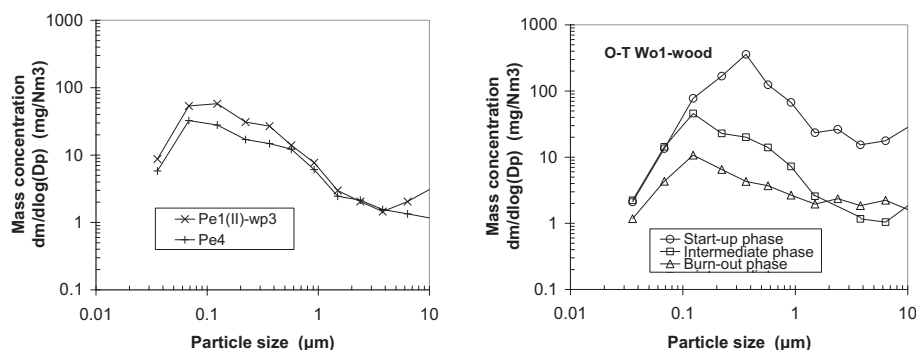 1000
100
10
1
0.1
Mass concentration
dm/dlog(Dp) (mg/Nm3)
Pe1(II)-wp3
Pe4
0.01 0.1 1 10
Particle size (µm)
1000
100
10
1
0.1
Mass concentration
dm/dlog(Dp) (mg/Nm3)
O-T Wo1-wood
Start-up phase
Intermediate phase
Burn-out phase
0.01 0.1 1 10
Particle size (µm)